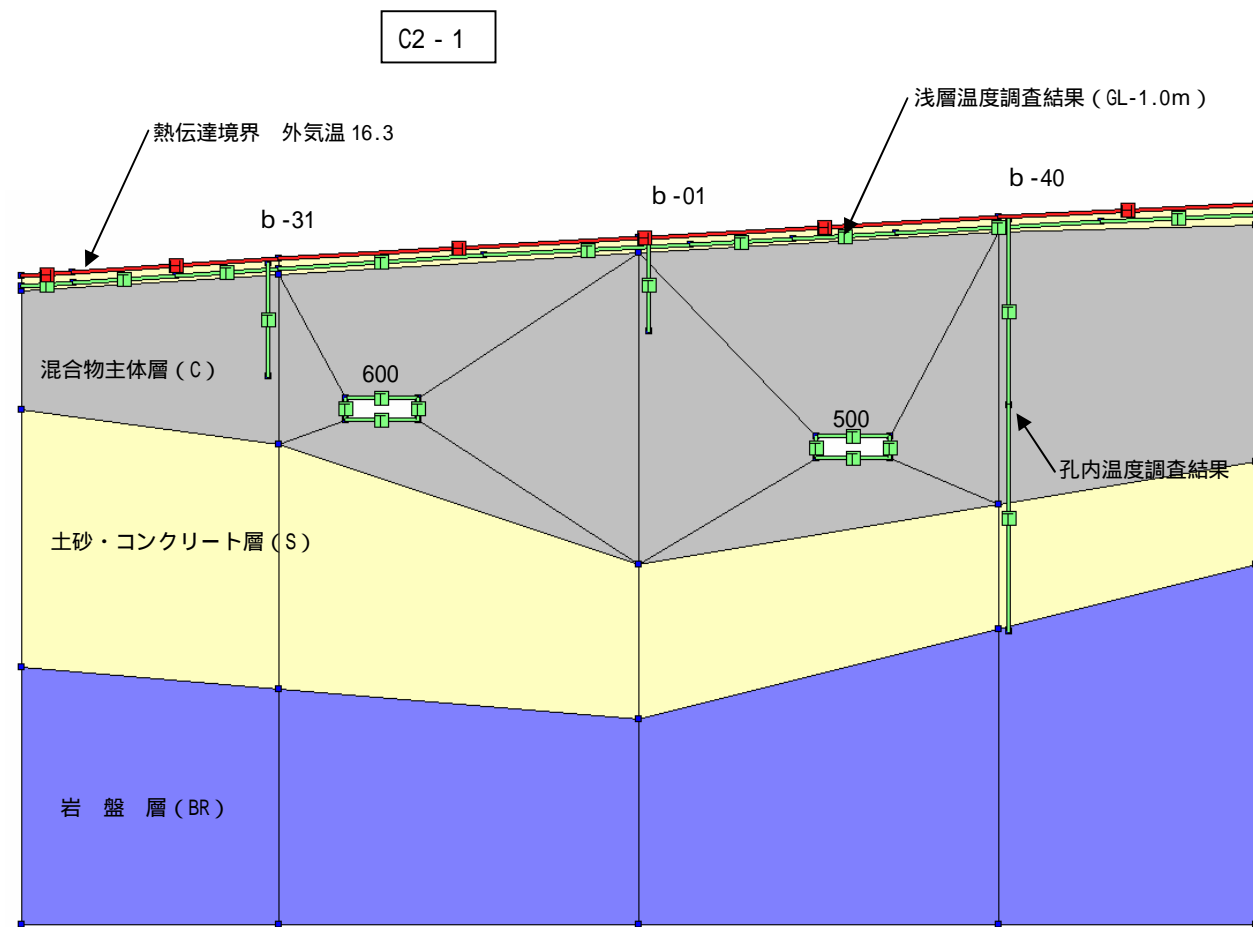 C2-1
浅層温度調査結果(GL-1.0m)
熱伝達境界 外気温 16.3
b-31
b-01
b-40
混合物主体層(C)
600
500
孔内温度調査結果
土砂・コンクリート層(S)
岩 盤 層(BR)